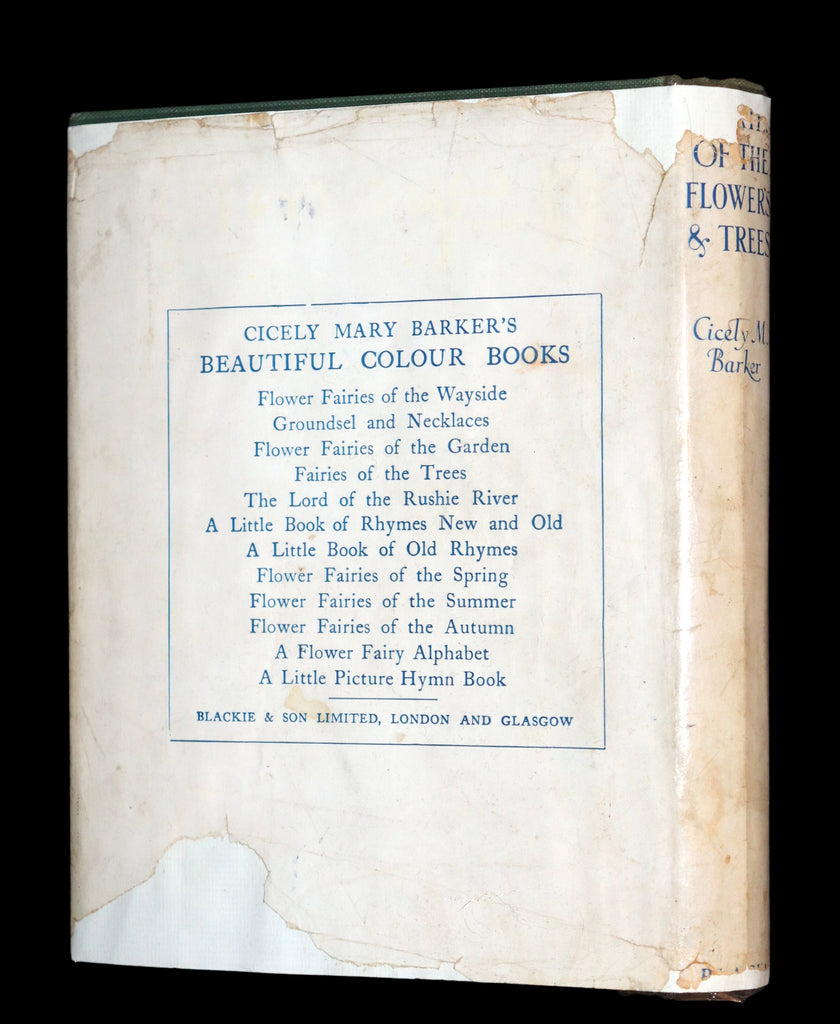 CICELY MARY BARKER'S
BEAUTIFUL COLOUR BOOKS
Flower Fairies of the Wayside
Groundsel and Necklaces
Flower Fairies of the Garden
Fairies of the Trees
The Lord of the Rushie River
A Little Book of Rhymes New and Old
A Little Book of Old Rhymes
Flower Fairies of the Spring
Flower Fairies of the Summer
Flower Fairies of the Autumn
A Flower Fairy Alphabet
A Little Picture Hymn Book
BLACKIE & SON LIMITED, LONDON AND GLASGOW
OF THE
FLOWERS
& TREES
Cicely M.
Barker